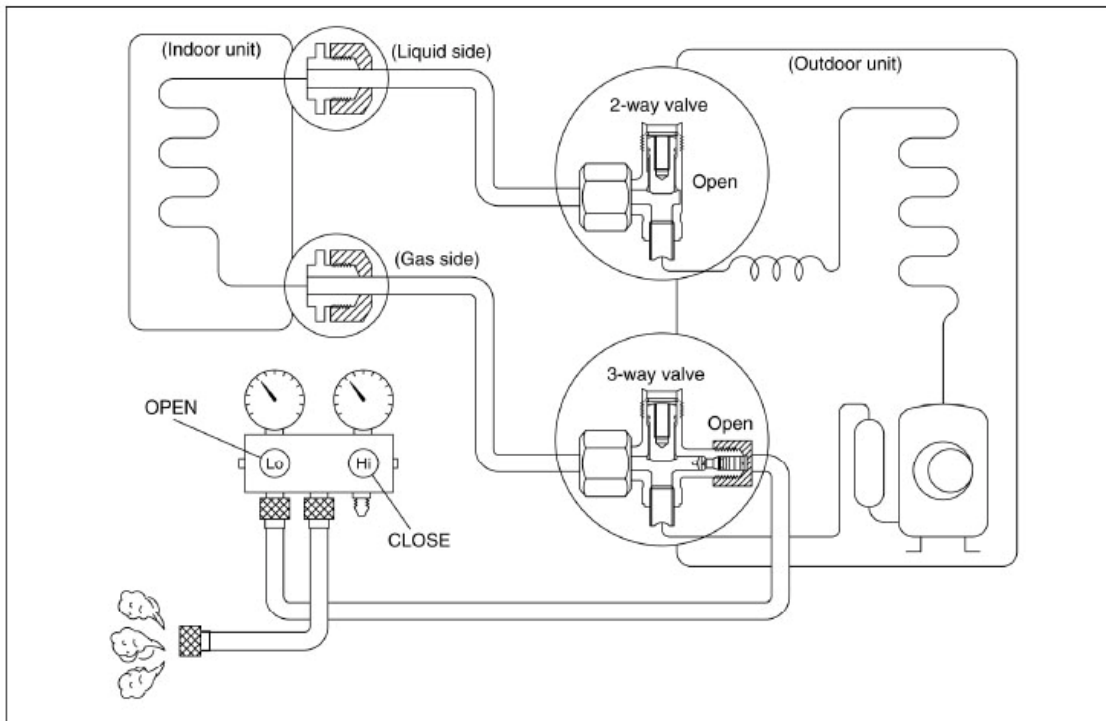 (Indoor unit)
(Liquid side)
(Outdoor unit)
2-way valve
Open
(Gas side)
3-way valve
Open
OPEN
Lo
Hi
CLOSE